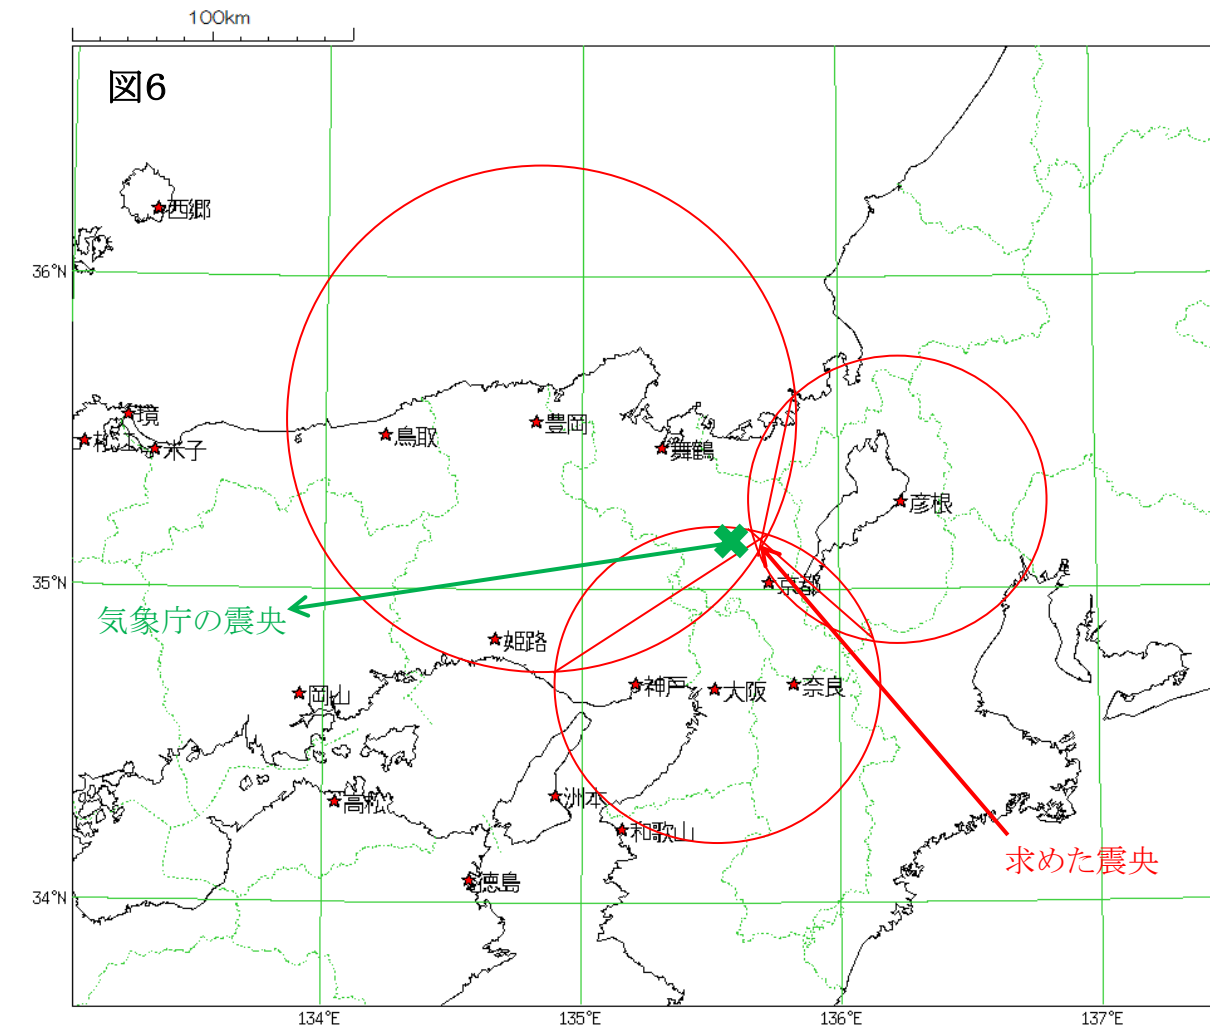 100km
図6
西郷
36°N
境
松江
米子
鳥取
豊岡
舞鶴
彦根
35°N
京都
気象庁の震央
姫路
岡山
神戸
大阪
奈良
高松
洲本
和歌山
求めた震央
徳島
34°N
134°E
135°E
136°E
137°E